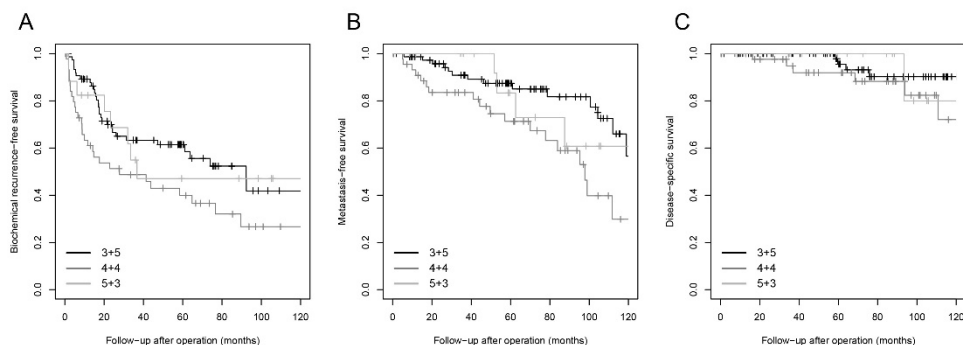 A
Biochemical recurrence−free survival
1.0
0.8
0.6
0.4
0.2
0.0
3+5
4+4
5+3
0 20 40 60 80 100 120
Follow−up after operation (months)
B
Metastasis−free survival
1.0
0.8
0.6
0.4
0.2
0.0
3+5
4+4
5+3
0 20 40 60 80 100 120
Follow−up after operation (months)
C
Disease−specific survival
1.0
0.8
0.6
0.4
0.2
0.0
3+5
4+4
5+3
0 20 40 60 80 100 120
Follow−up after operation (months)